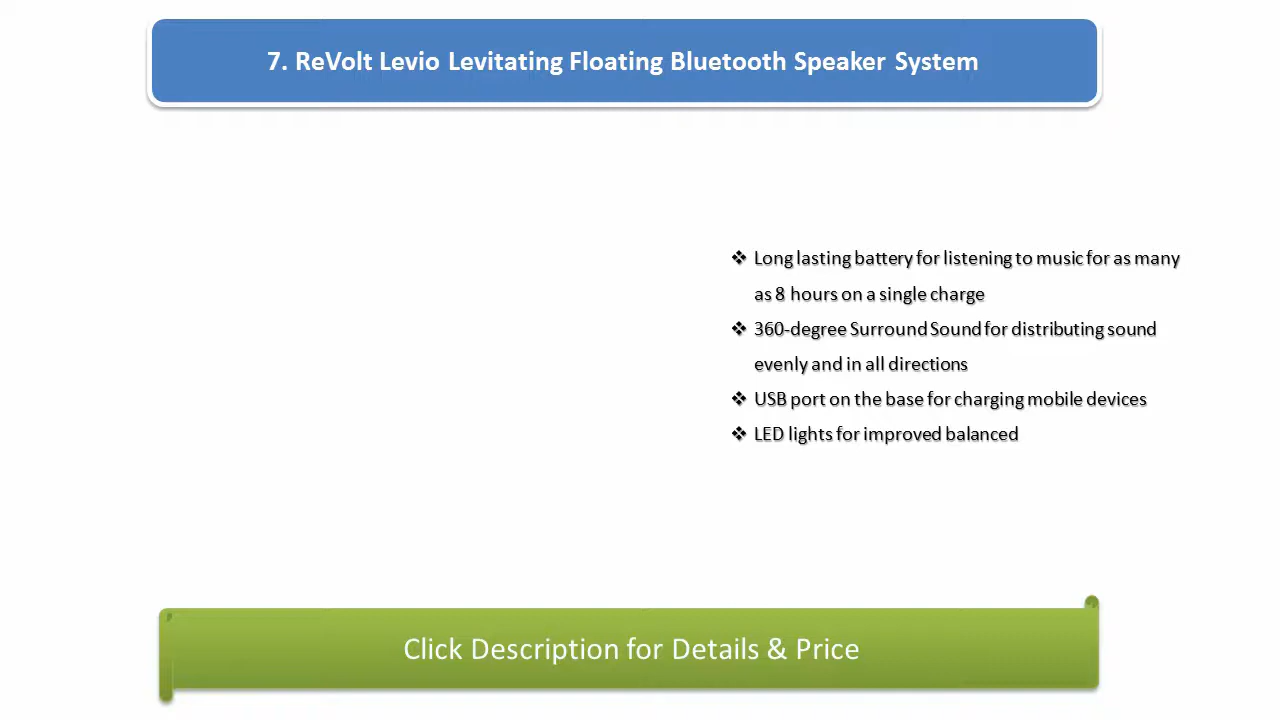 7. ReVolt Levio Levitating Floating Bluetooth Speaker System
❖ Long lasting battery for listening to music for as many
as 8 hours on a single charge
❖ 360-degree Surround Sound for distributing sound
evenly and in all directions
❖ USB port on the base for charging mobile devices
❖ LED lights for improved balanced
Click Description for Details & Price